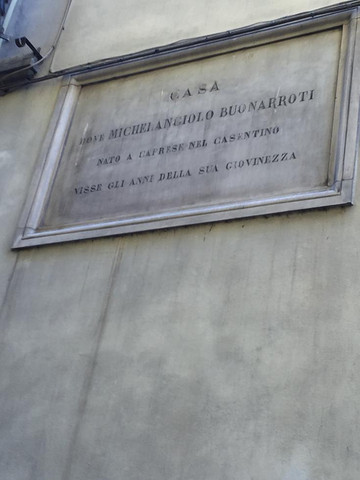 CASA
DOVE MICHELANGIOLO BUONARROTI
NATO A CAPRESE NEL CASENTINO
VISSE GLI ANNI DELLA SUA GIOVINEZZA